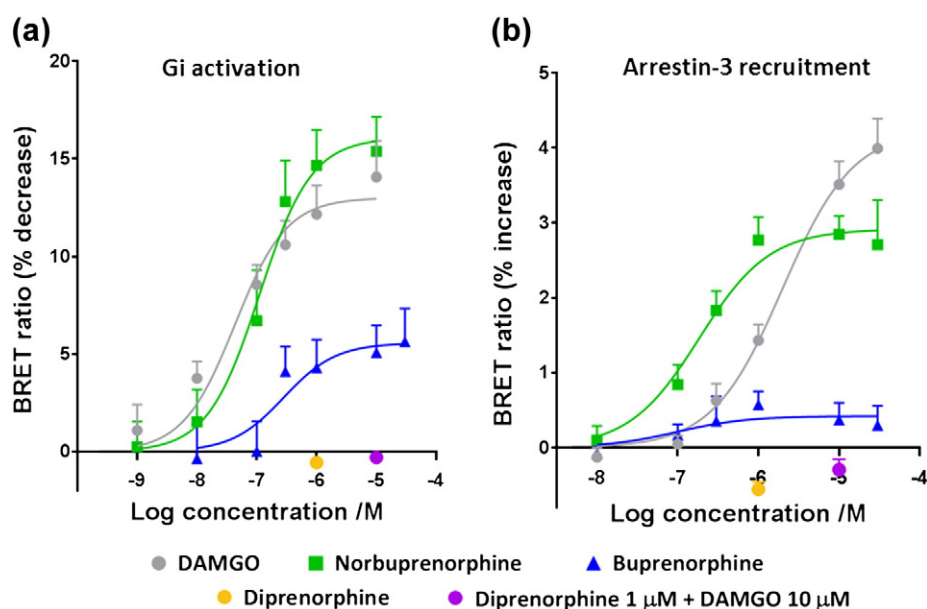 (a)
Gi activation
BRET ratio (% decrease)
20
15
10
5
0
-9 -8 -7 -6 -5 -4
Log concentration /M
(b)
Arrestin-3 recruitment
BRET ratio (% increase)
5
4
3
2
1
0
-8 -7 -6 -5 -4
Log concentration /M
DAMGO Norbuprenorphine Buprenorphine
Diprenorphine Diprenorphine 1 μM + DAMGO 10 μM